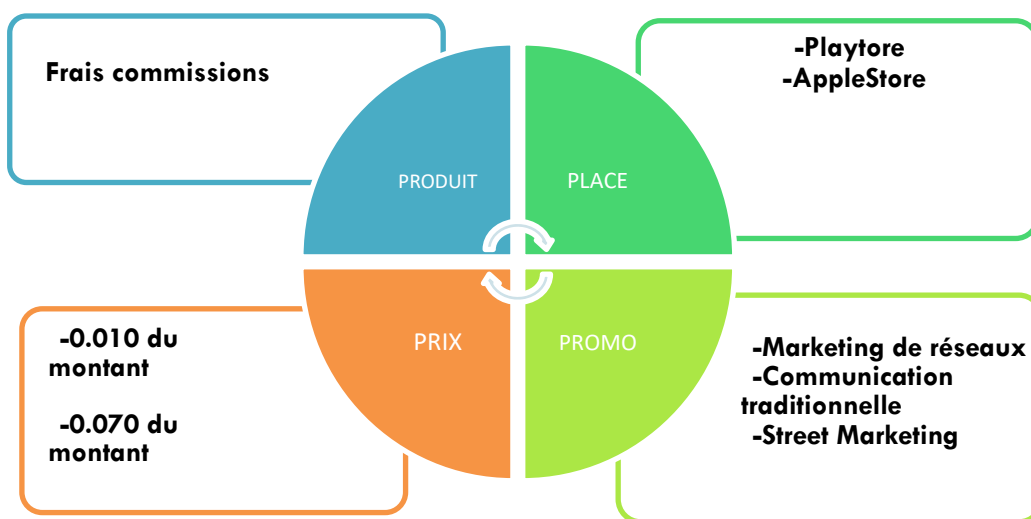 Frais commissions
PRODUIT
-Playtore
-AppleStore
PLACE
-0.010 du
montant
-0.070 du
montant
PRIX
PROMO
-Marketing de réseaux
-Communication
traditionnelle
-Street Marketing